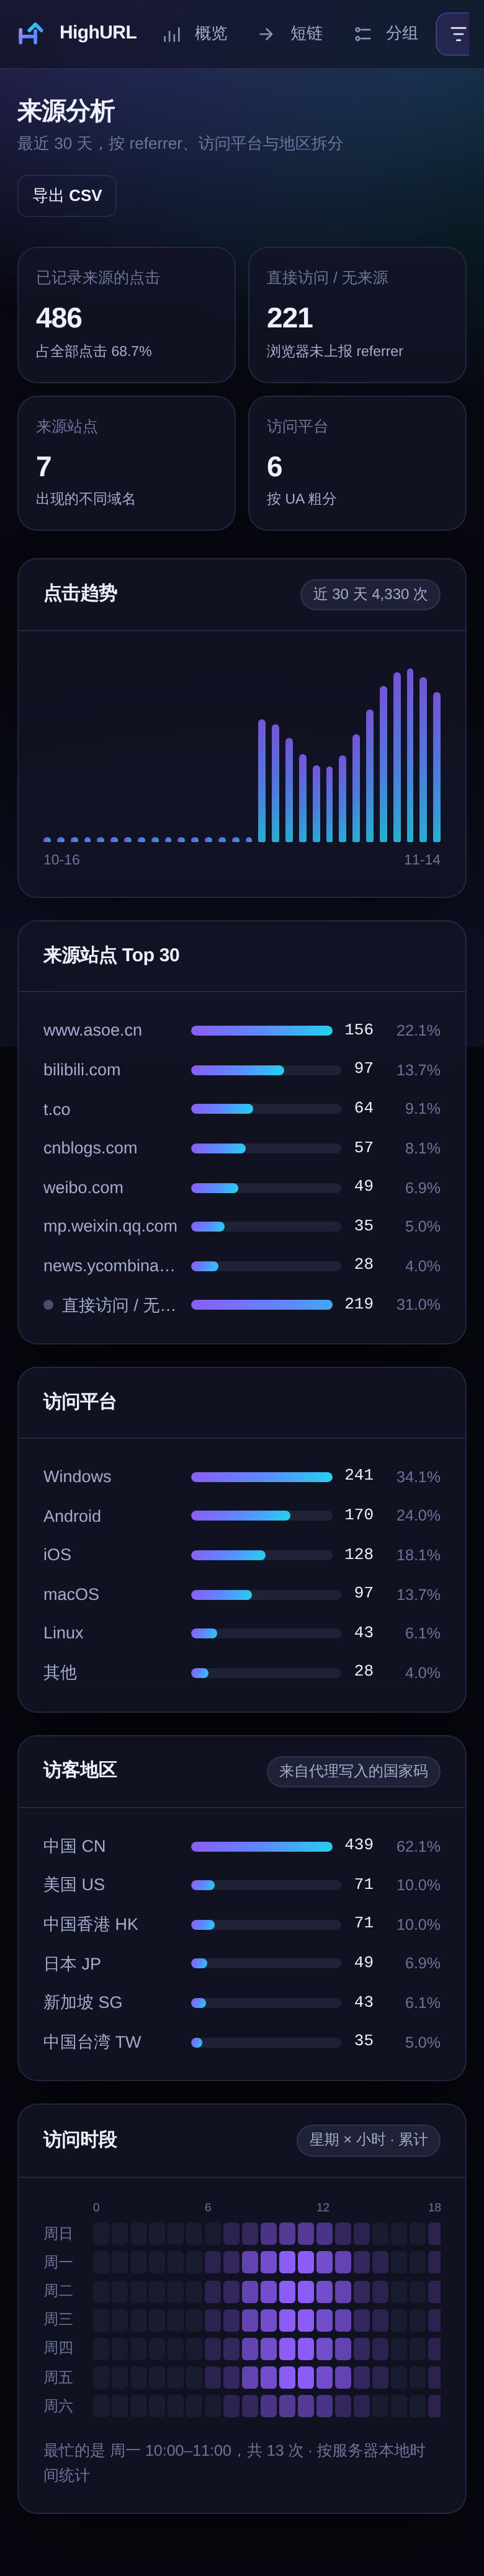 HighURL 概览 短链 分组
来源分析
最近 30 天，按 referrer、访问平台与地区拆分
导出 CSV
已记录来源的点击
486
占全部点击 68.7%
直接访问 / 无来源
221
浏览器未上报 referrer
来源站点
7
出现的不同域名
访问平台
6
按 UA 粗分
点击趋势
近 30 天 4,330 次
10-16 11-14
来源站点 Top 30
www.asoe.cn 156 22.1%
bilibili.com 97 13.7%
t.co 64 9.1%
cnblogs.com 57 8.1%
weibo.com 49 6.9%
mp.weixin.qq.com 35 5.0%
news.ycombina… 28 4.0%
直接访问 / 无… 219 31.0%
访问平台
Windows 241 34.1%
Android 170 24.0%
iOS 128 18.1%
macOS 97 13.7%
Linux 43 6.1%
其他 28 4.0%
访客地区
来自代理写入的国家码
中国 CN 439 62.1%
美国 US 71 10.0%
中国香港 HK 71 10.0%
日本 JP 49 6.9%
新加坡 SG 43 6.1%
中国台湾 TW 35 5.0%
访问时段
星期 × 小时 · 累计
0 6 12 18
周日
周一
周二
周三
周四
周五
周六
最忙的是 周一 10:00–11:00，共 13 次 · 按服务器本地时
间统计